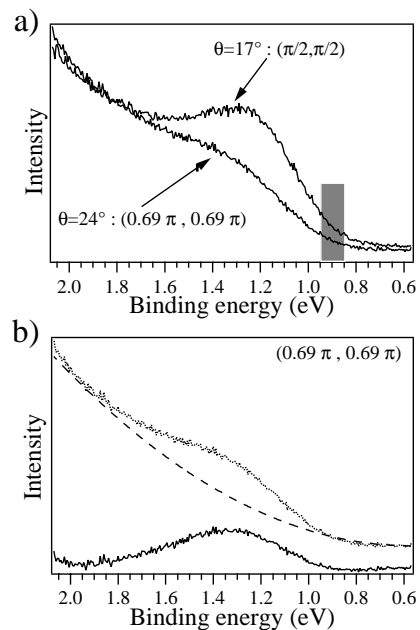 a)
θ=17° : (π/2,π/2)
Intensity
θ=24° : (0.69 π , 0.69 π)
2.0 1.8 1.6 1.4 1.2 1.0 0.8 0.6
Binding energy (eV)
b)
(0.69 π , 0.69 π)
Intensity
2.0 1.8 1.6 1.4 1.2 1.0 0.8 0.6
Binding energy (eV)